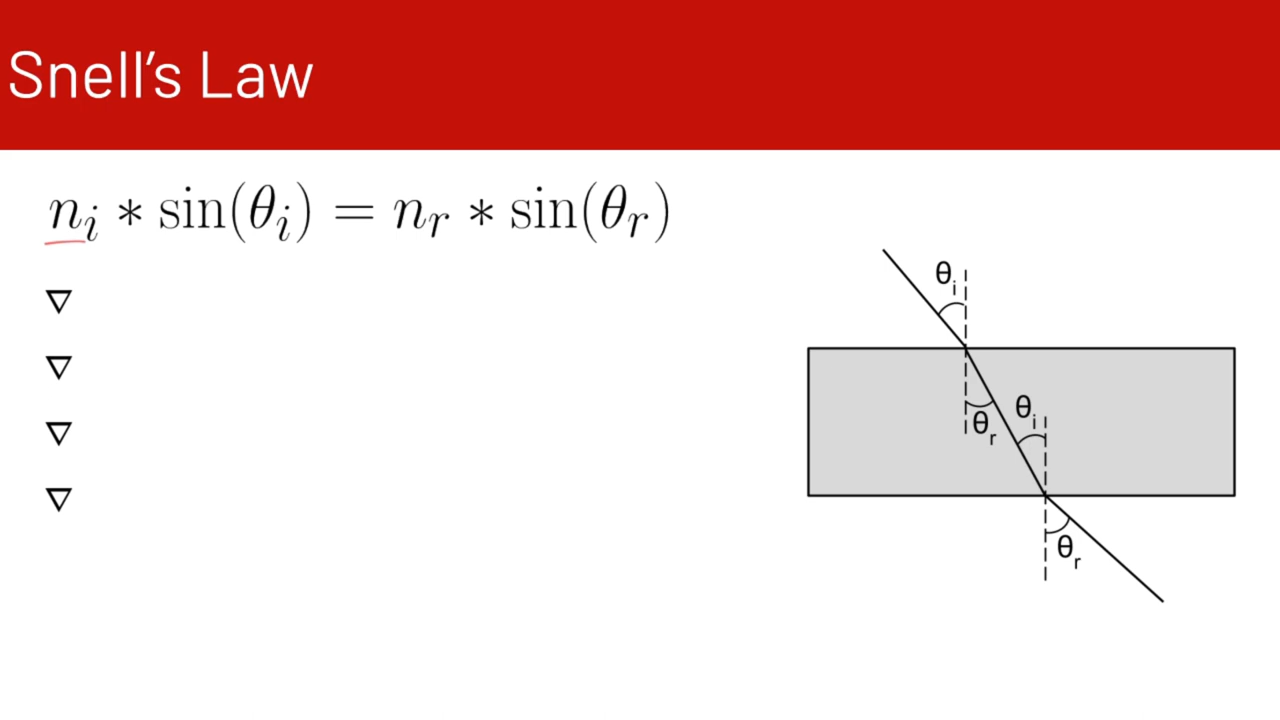 Snell’s Law
n_i * sin(θ_i) = n_r * sin(θ_r)
θ_i
θ_r
θ_i
θ_r